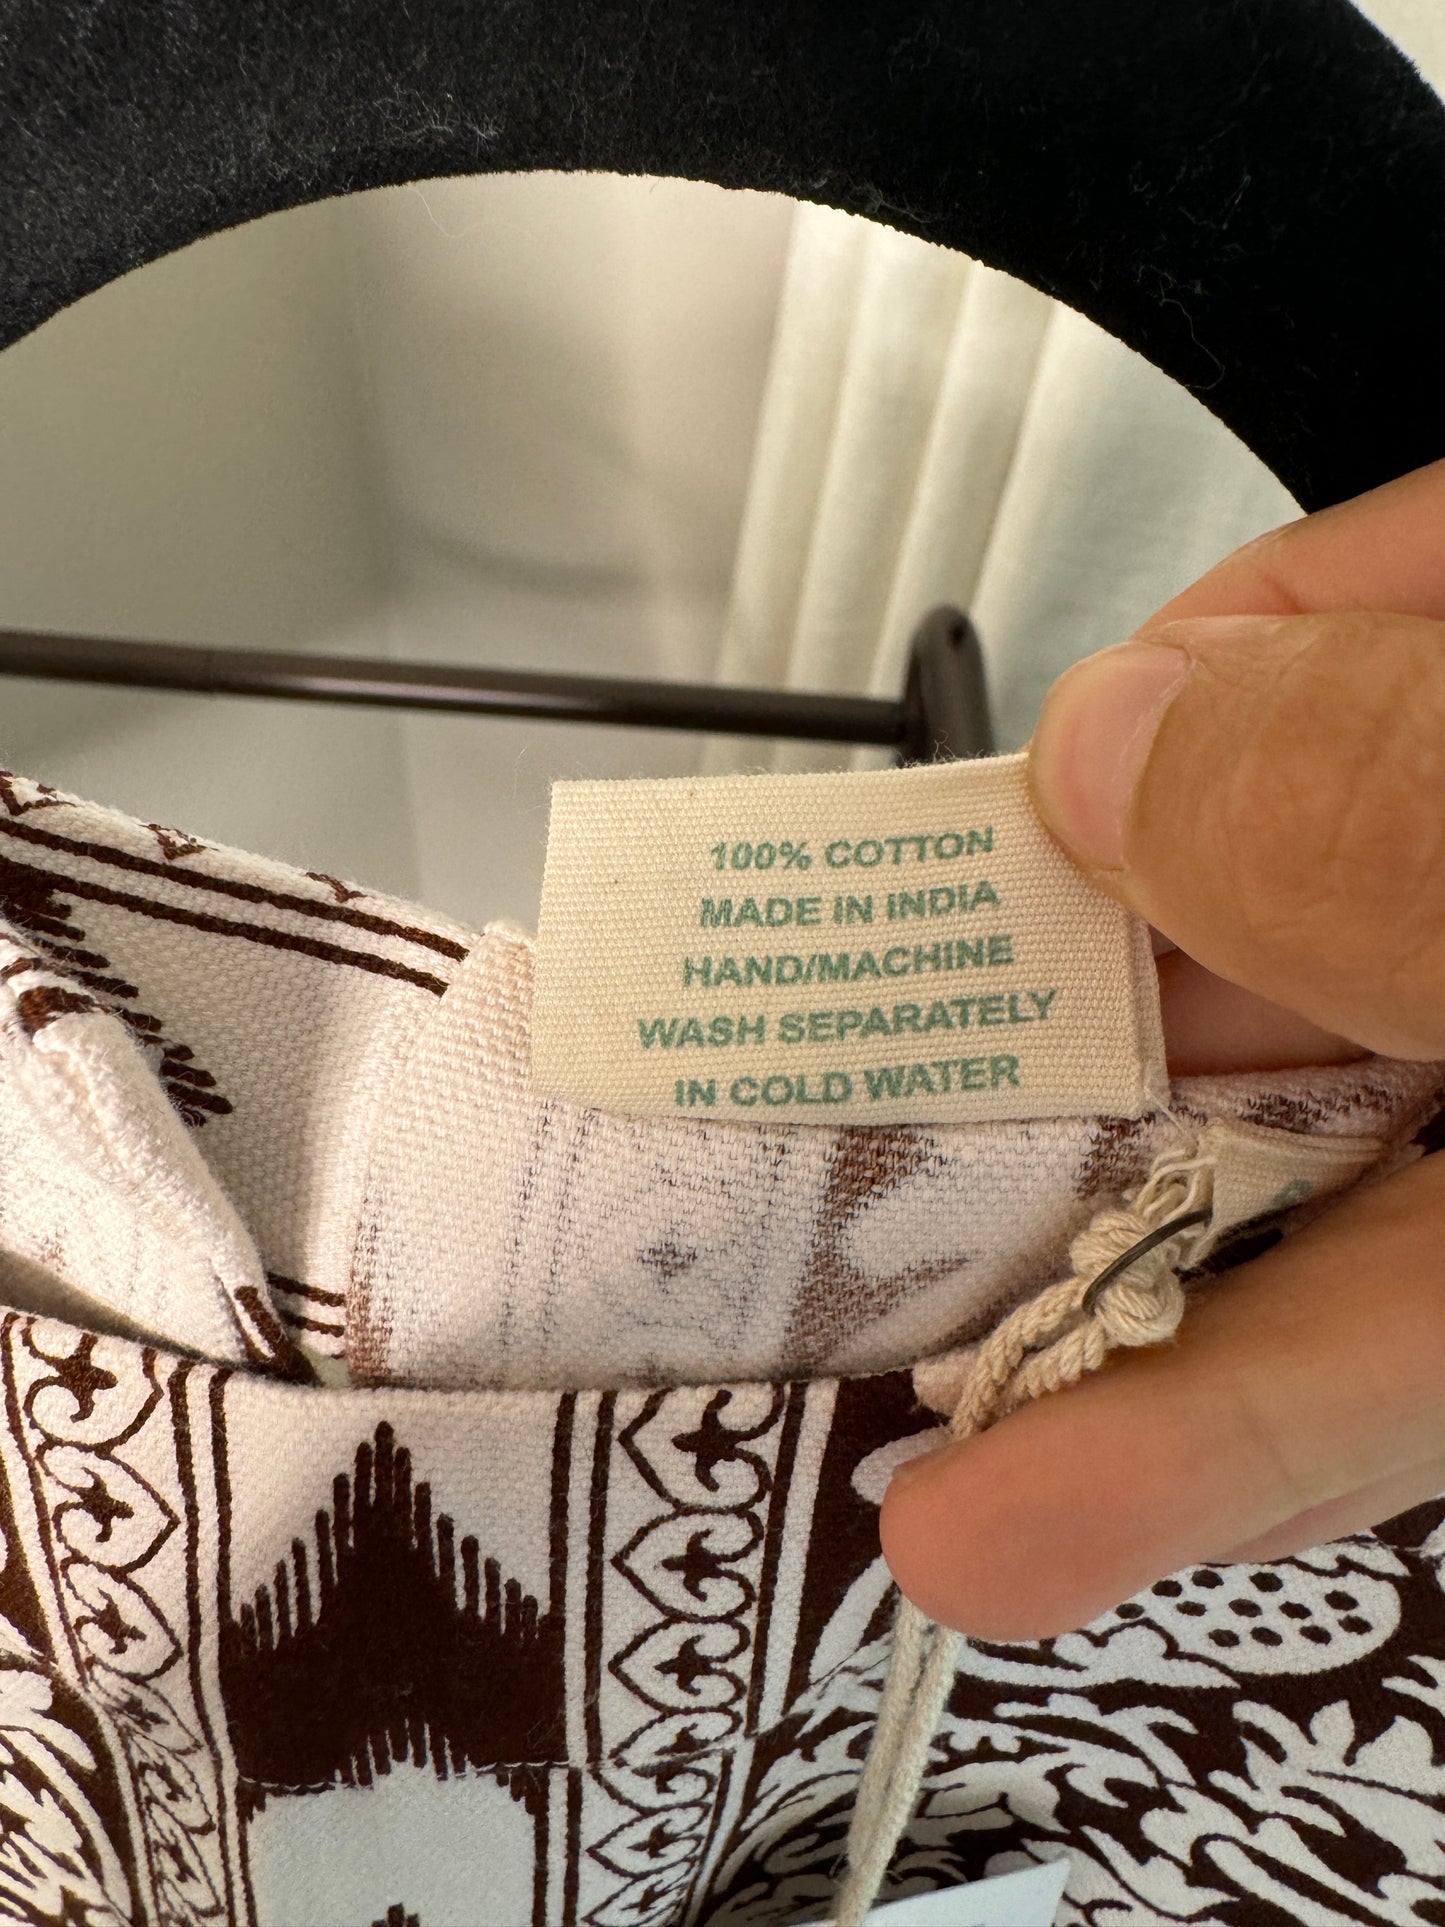 100% COTTON
MADE IN INDIA
HAND/MACHINE
WASH SEPARATELY
IN COLD WATER